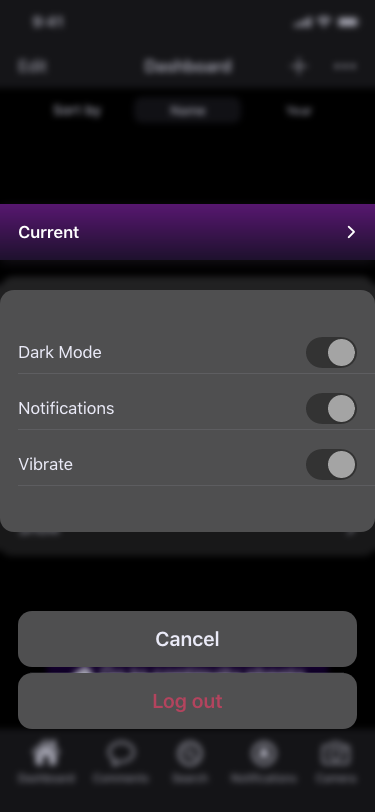 9:41
Edit
Dashboard
Sort by
Name
Year
Current
Dark Mode
Notifications
Vibrate
Cancel
Log out
Dashboard
Comments
Search
Notifications
Camera